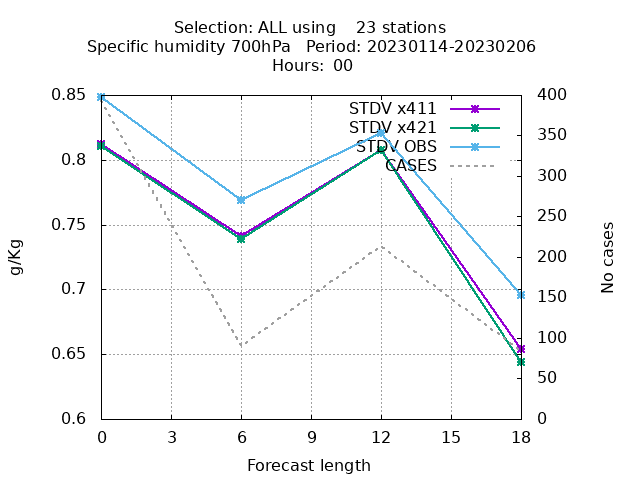 Selection: ALL using    23 stations
Specific humidity 700hPa   Period: 20230114-20230206
Hours:  00
STDV x411
STDV x421
STDV OBS
CASES
0.85
0.8
0.75
0.7
0.65
0.6
400
350
300
250
200
150
100
50
0
g/Kg
No cases
0 3 6 9 12 15 18
Forecast length